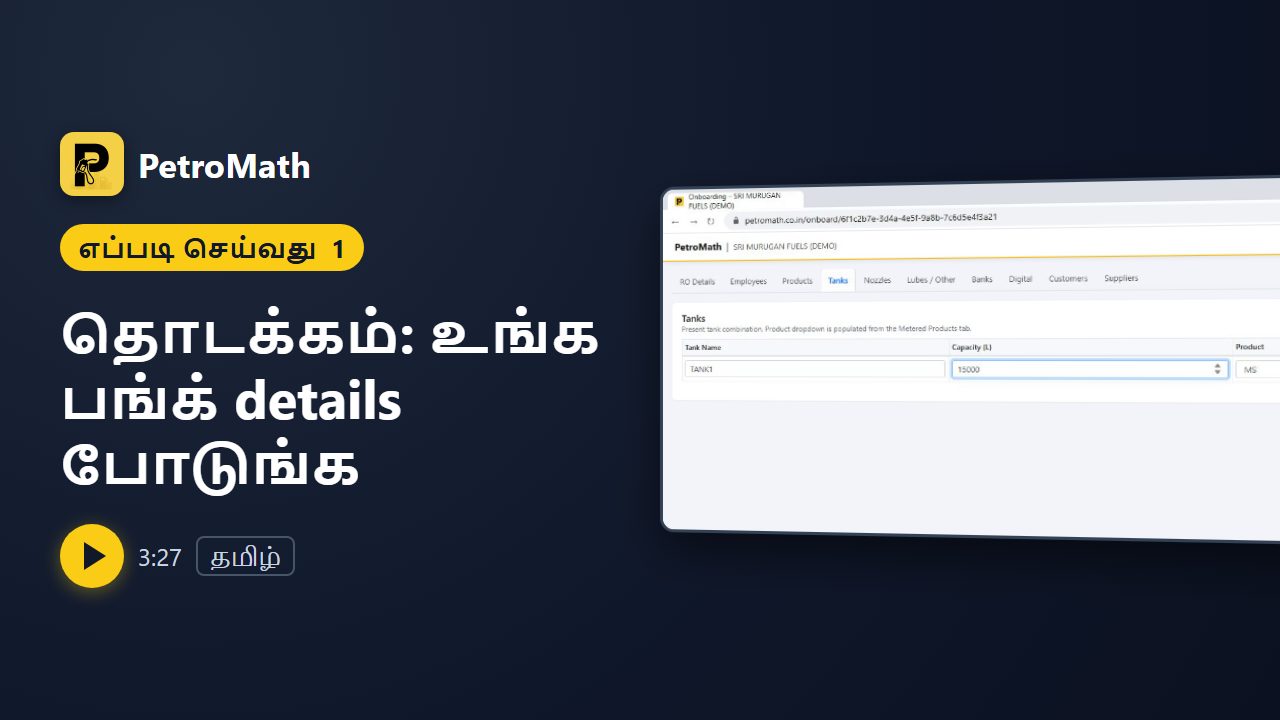 PetroMath
எப்படி செய்வது 1
தொடக்கம்: உங்க
பங்க் details
போடுங்க
3:27 தமிழ்
Onboarding - SRI MURUGAN
FUELS (DEMO)
petromath.co.in/onboard/6f1c2b7e-3d4a-4e5f-9a8b-7c6d5e4f3a21
PetroMath | SRI MURUGAN FUELS (DEMO)
RO Details Employees Products Tanks Nozzles Lubes / Other Banks Digital Customers Suppliers
Tanks
Present tank combination. Product dropdown is populated from the Metered Products tab.
Tank Name Capacity (L) Product
TANK1 15000 MS